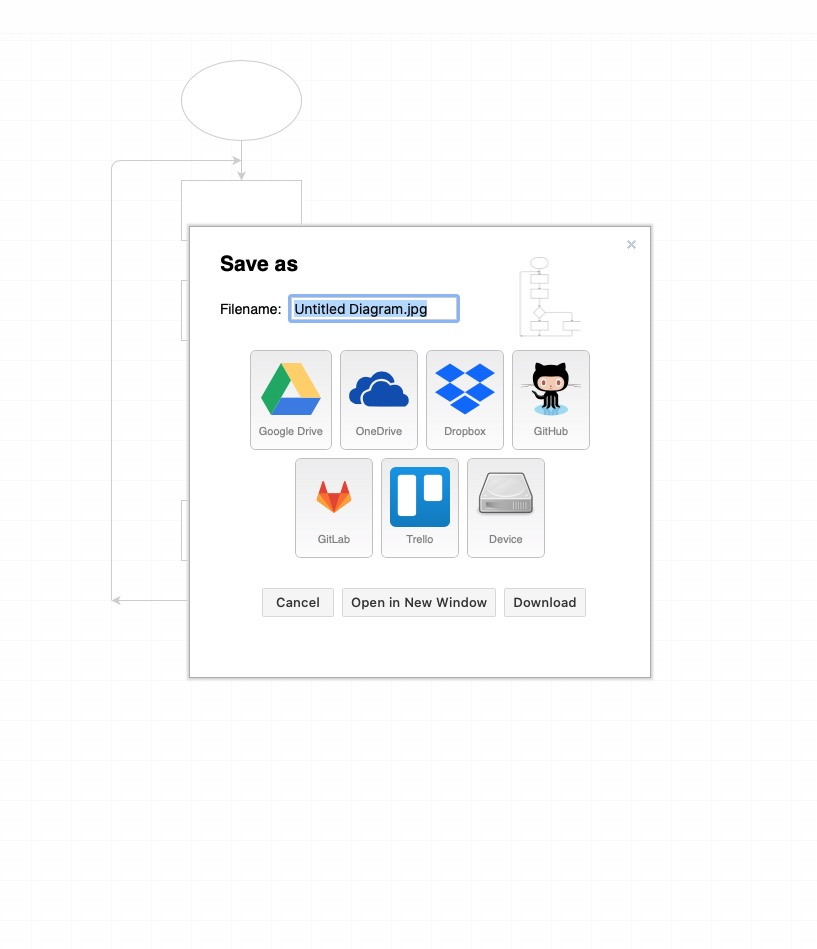 Save as
Filename: Untitled Diagram.jpg
Google Drive OneDrive Dropbox GitHub
GitLab Trello Device
Cancel Open in New Window Download